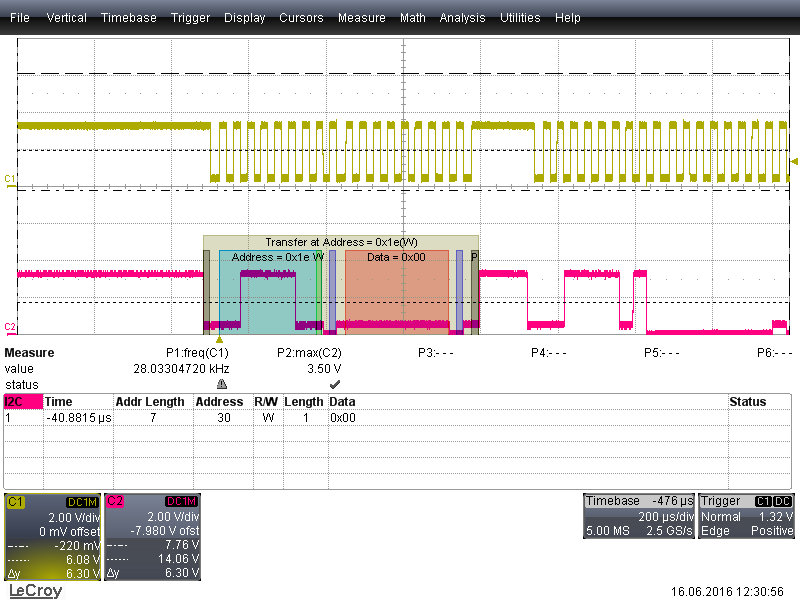 File Vertical Timebase Trigger Display Cursors Measure Math Analysis Utilities Help
C1
Transfer at Address = 0x1e(W)
Address = 0x1e W Data = 0x00 P
C2
Measure P1:freq(C1) P2:max(C2) P3:--- P4:--- P5:--- P6:---
value 28.03304720 kHz 3.50 V
status
I2C Time Addr Length Address R/W Length Data Status
1 -40.8815 µs 7 30 W 1 0x00
C1 DC1M
2.00 V/div
0 mV offset
-220 mV
6.08 V
Δy 6.30 V
C2 DC1M
2.00 V/div
-7.980 V ofst
7.76 V
14.06 V
Δy 6.30 V
Timebase -476 µs
200 µs/div
5.00 MS 2.5 GS/s
Trigger C1 DC
Normal 1.32 V
Edge Positive
LeCroy
16.06.2016 12:30:56